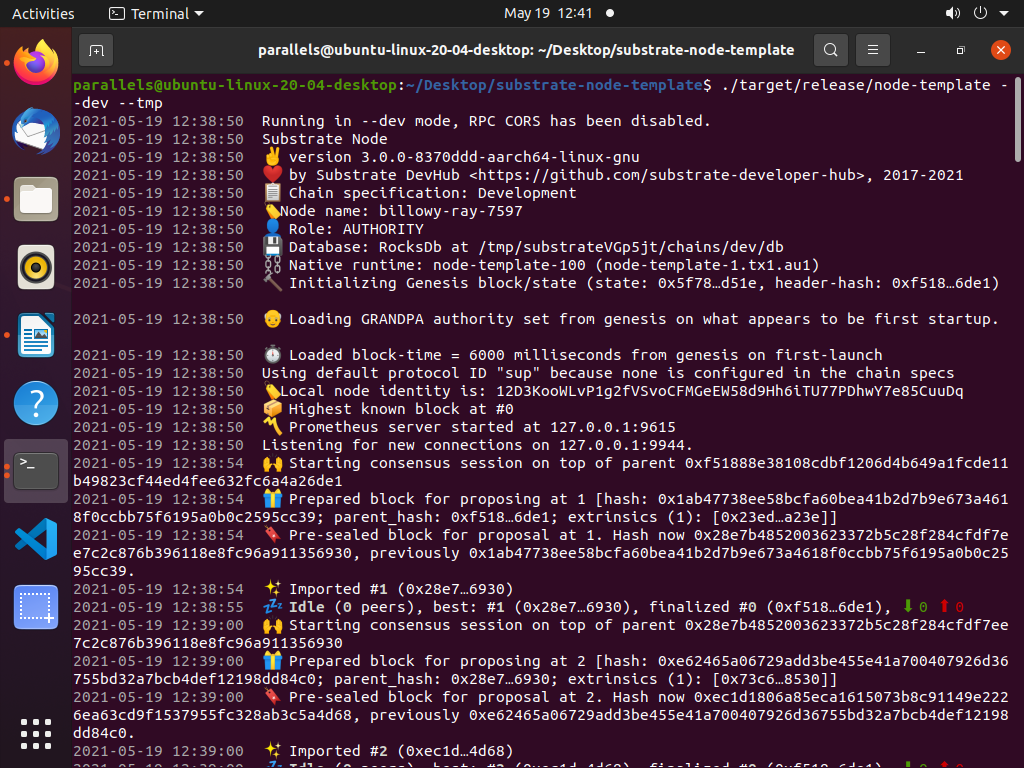 Activities
Terminal
May 19 12:41
parallels@ubuntu-linux-20-04-desktop: ~/Desktop/substrate-node-template
parallels@ubuntu-linux-20-04-desktop:~/Desktop/substrate-node-template$ ./target/release/node-template -
-dev --tmp
2021-05-19 12:38:50 Running in --dev mode, RPC CORS has been disabled.
2021-05-19 12:38:50 Substrate Node
2021-05-19 12:38:50 ✌️ version 3.0.0-8370ddd-aarch64-linux-gnu
2021-05-19 12:38:50 ❤️ by Substrate DevHub <https://github.com/substrate-developer-hub>, 2017-2021
2021-05-19 12:38:50 📋 Chain specification: Development
2021-05-19 12:38:50 🏷 Node name: billowy-ray-7597
2021-05-19 12:38:50 👤 Role: AUTHORITY
2021-05-19 12:38:50 💾 Database: RocksDb at /tmp/substrateVGp5jt/chains/dev/db
2021-05-19 12:38:50 ⛓ Native runtime: node-template-100 (node-template-1.tx1.au1)
2021-05-19 12:38:50 🔨 Initializing Genesis block/state (state: 0x5f78…d51e, header-hash: 0xf518…6de1)
2021-05-19 12:38:50 👴 Loading GRANDPA authority set from genesis on what appears to be first startup.
2021-05-19 12:38:50 ⏱ Loaded block-time = 6000 milliseconds from genesis on first-launch
2021-05-19 12:38:50 Using default protocol ID "sup" because none is configured in the chain specs
2021-05-19 12:38:50 🏷 Local node identity is: 12D3KooWLvP1g2fVSvoCFMGeEW58d9Hh6iTU77PDhwY7e85CuuDq
2021-05-19 12:38:50 📦 Highest known block at #0
2021-05-19 12:38:50 〽️ Prometheus server started at 127.0.0.1:9615
2021-05-19 12:38:50 Listening for new connections on 127.0.0.1:9944.
2021-05-19 12:38:54 🙌 Starting consensus session on top of parent 0xf51888e38108cdbf1206d4b649a1fcde11
b49823cf44ed4fee632fc6a4a26de1
2021-05-19 12:38:54 🎁 Prepared block for proposing at 1 [hash: 0x1ab47738ee58bcfa60bea41b2d7b9e673a461
8f0ccbb75f6195a0b0c2595cc39; parent_hash: 0xf518…6de1; extrinsics (1): [0x23ed…a23e]]
2021-05-19 12:38:54 🔖 Pre-sealed block for proposal at 1. Hash now 0x28e7b4852003623372b5c28f284cfdf7e
e7c2c876b396118e8fc96a911356930, previously 0x1ab47738ee58bcfa60bea41b2d7b9e673a4618f0ccbb75f6195a0b0c25
95cc39.
2021-05-19 12:38:54 ✨ Imported #1 (0x28e7…6930)
2021-05-19 12:38:55 💤 Idle (0 peers), best: #1 (0x28e7…6930), finalized #0 (0xf518…6de1), ⬇ 0 ⬆ 0
2021-05-19 12:39:00 🙌 Starting consensus session on top of parent 0x28e7b4852003623372b5c28f284cfdf7ee
7c2c876b396118e8fc96a911356930
2021-05-19 12:39:00 🎁 Prepared block for proposing at 2 [hash: 0xe62465a06729add3be455e41a700407926d36
755bd32a7bcb4def12198dd84c0; parent_hash: 0x28e7…6930; extrinsics (1): [0x73c6…8530]]
2021-05-19 12:39:00 🔖 Pre-sealed block for proposal at 2. Hash now 0xec1d1806a85eca1615073b8c91149e222
6ea63cd9f1537955fc328ab3c5a4d68, previously 0xe62465a06729add3be455e41a700407926d36755bd32a7bcb4def12198
dd84c0.
2021-05-19 12:39:00 ✨ Imported #2 (0xec1d…4d68)